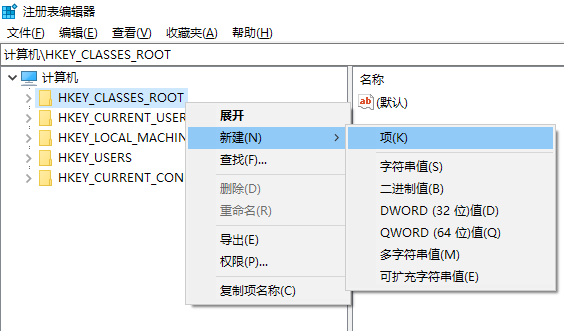 注册表编辑器
文件(F) 编辑(E) 查看(V) 收藏夹(A) 帮助(H)
计算机\HKEY_CLASSES_ROOT
计算机
HKEY_CLASSES_ROOT
HKEY_CURRENT_USER
HKEY_LOCAL_MACHIN
HKEY_USERS
HKEY_CURRENT_CON
展开
新建(N)
查找(F)...
删除(D)
重命名(R)
导出(E)
权限(P)...
复制项名称(C)
名称
ab (默认)
项(K)
字符串值(S)
二进制值(B)
DWORD (32 位)值(D)
QWORD (64 位)值(Q)
多字符串值(M)
可扩充字符串值(E)